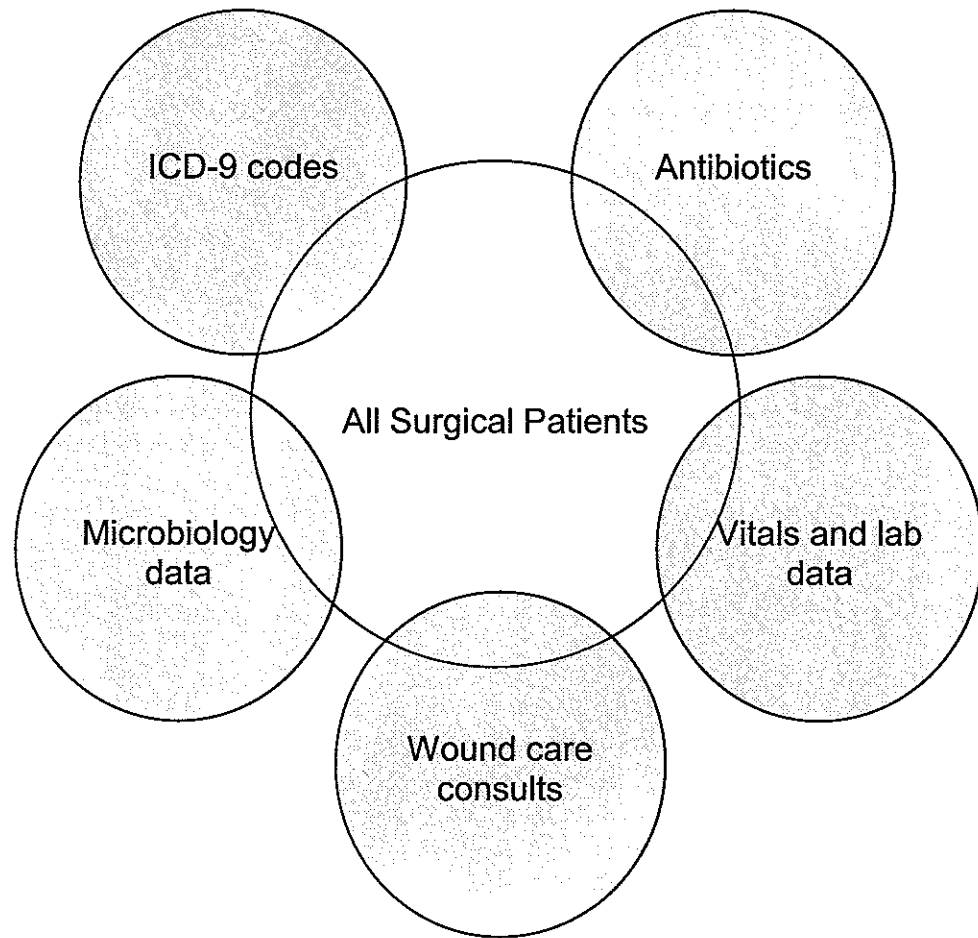 ICD-9 codes
Antibiotics
All Surgical Patients
Microbiology
data
Vitals and lab
data
Wound care
consults